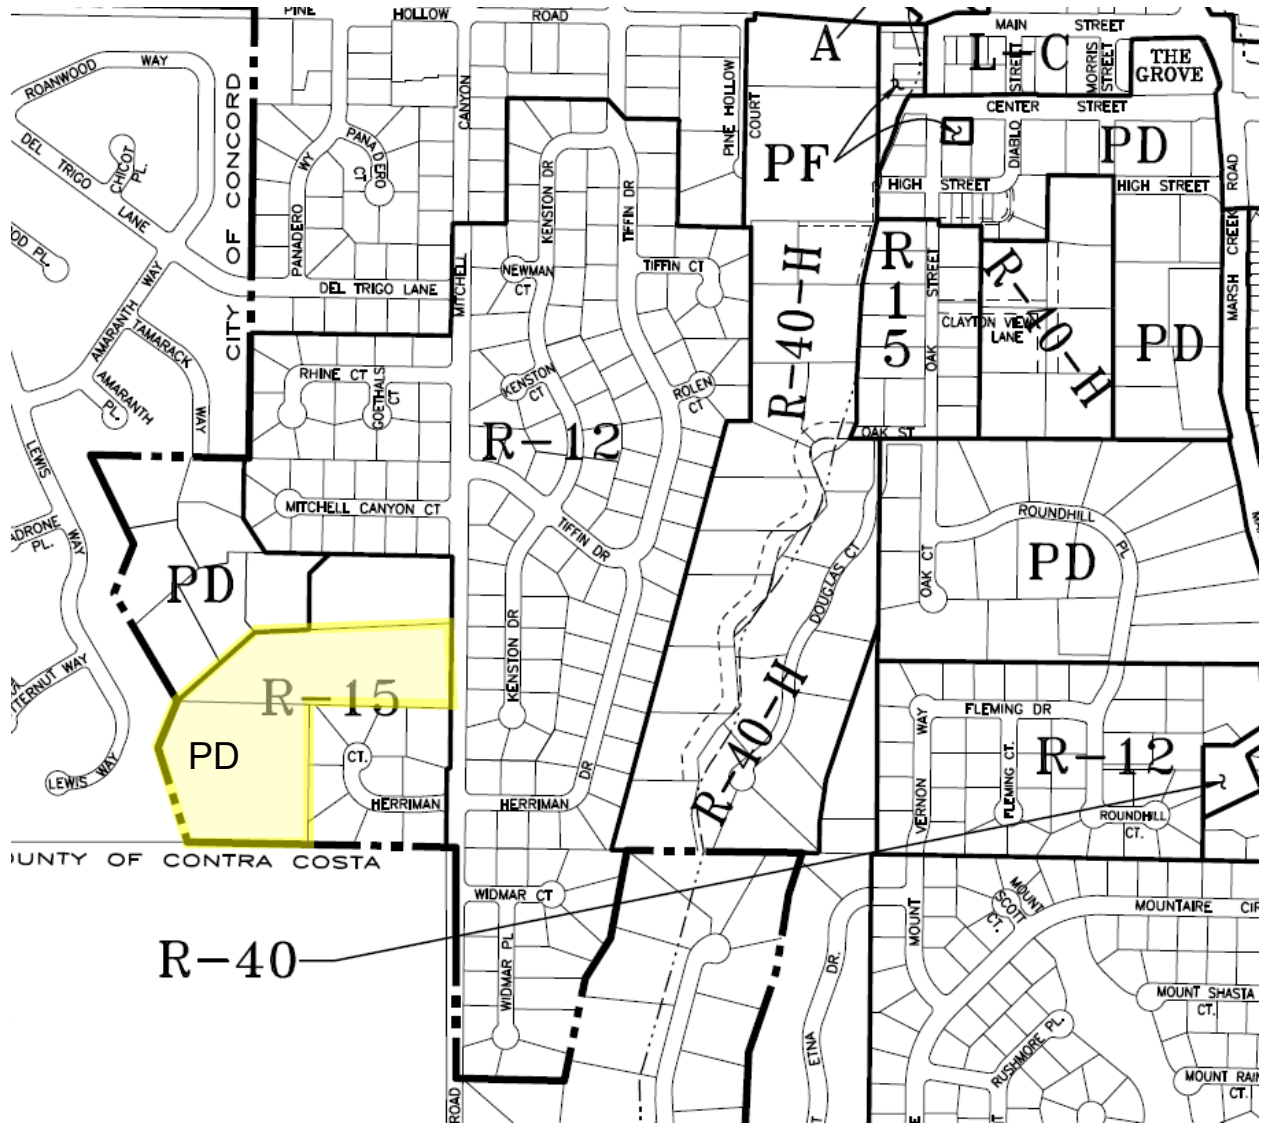 PINE
HOLLOW
ROAD
MAIN
STREET
A
L-C
STREET
MORRIS
STREET
THE
GROVE
ROANWOOD
WAY
CITY OF CONCORD
CANYON
PINE HOLLOW
COURT
CENTER
STREET
PF
DIABLO
PD
DEL TRIGO
LANE
CHICOT
PL.
PANADERO
WY
PANADERO
CT
KENSTON DR
TIFFIN DR
HIGH STREET
HIGH STREET
ROAD
MARSH CREEK
OD PL.
AMARANTH
WAY
TAMARACK
WAY
AMARANTH
PL.
DEL TRIGO LANE
MITCHELL
NEWMAN
CT
TIFFIN CT
R-40-H
R
15
OAK
STREET
R-40-H
CLAYTON VIEW
LANE
PD
RHINE CT
GOETHALS
CT
KENSTON
CT
ROLEN
CT
R-12
OAK ST
LEWIS
WAY
ADRONE
PL.
MITCHELL CANYON CT
TIFFIN DR
ROUNDHILL
PL
PD
OAK CT
DOUGLAS CT
PD
TERNUT WAY
KENSTON DR
R-15
PD
R-40-H
LEWIS WAY
CT.
HERRIMAN
HERRIMAN
DR
FLEMING DR
VERNON
WAY
FLEMING CT.
R-12
ROUNDHILL
CT.
OUNTY OF CONTRA COSTA
WIDMAR CT
WIDMAR PL
R-40
MOUNT
SCOTT
CT.
MOUNTAIRE
CIR
MOUNT
DR.
ETNA
MOUNT SHASTA
CT.
RUSHMORE PL.
MOUNT RAIN
CT.
ROAD